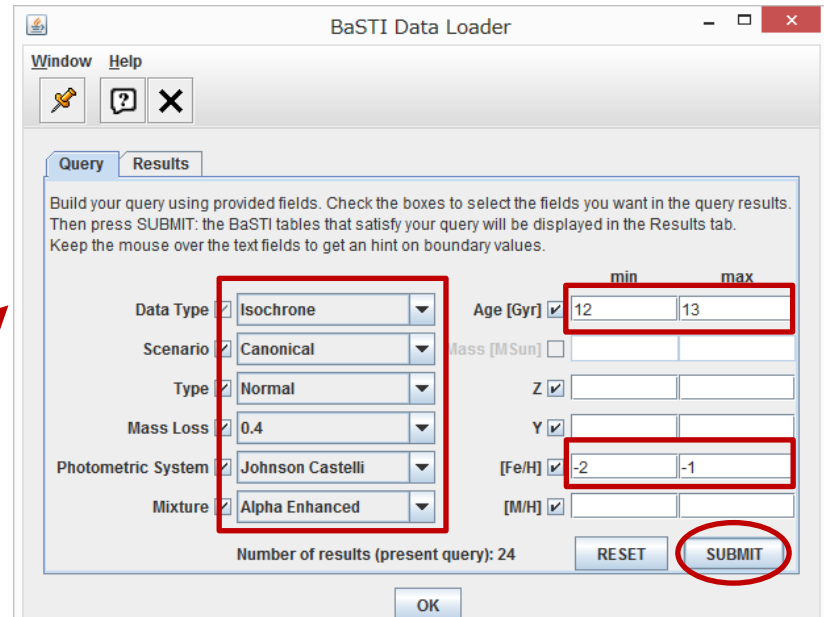 BaSTI Data Loader
Window Help
Query Results
Build your query using provided fields. Check the boxes to select the fields you want in the query results.
Then press SUBMIT: the BaSTI tables that satisfy your query will be displayed in the Results tab.
Keep the mouse over the text fields to get an hint on boundary values.
min max
Data Type Isochrone Age [Gyr] 12 13
Scenario Canonical Mass [MSun]
Type Normal Z
Mass Loss 0.4 Y
Photometric System Johnson Castelli [Fe/H] -2 -1
Mixture Alpha Enhanced [M/H]
Number of results (present query): 24 RESET SUBMIT
OK